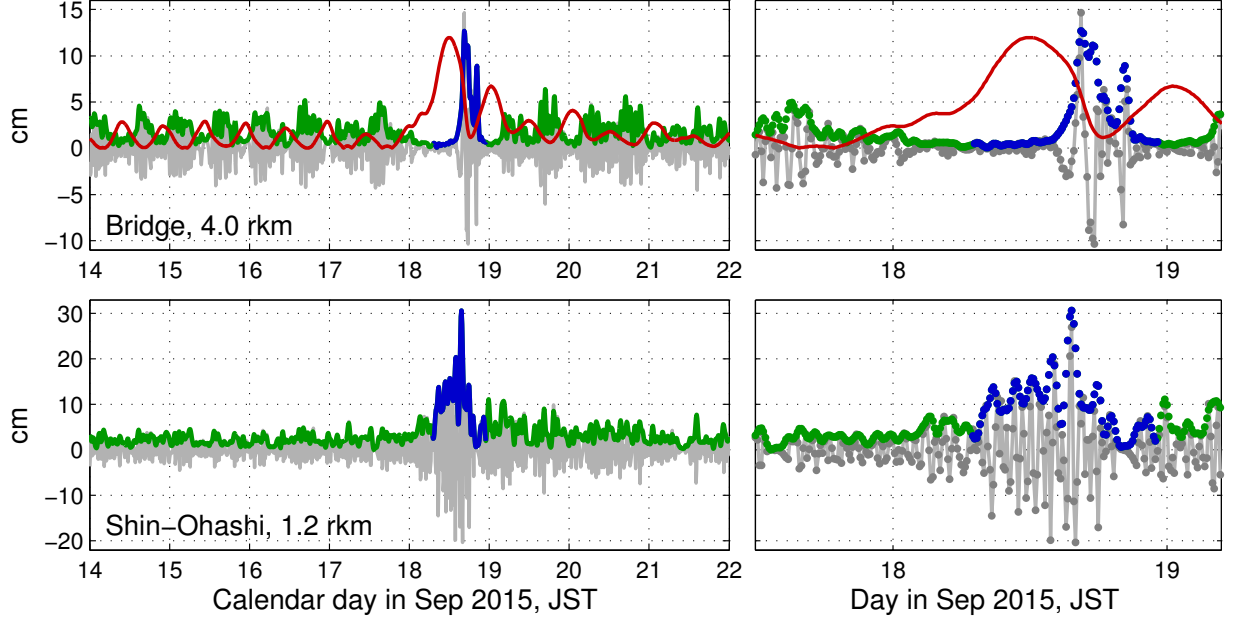 15
10
5
0
−5
−10
cm
Bridge, 4.0 rkm
14 15 16 17 18 19 20 21 22
18 19
30
20
10
0
−10
−20
cm
Shin−Ohashi, 1.2 rkm
14 15 16 17 18 19 20 21 22
18 19
Calendar day in Sep 2015, JST
Day in Sep 2015, JST